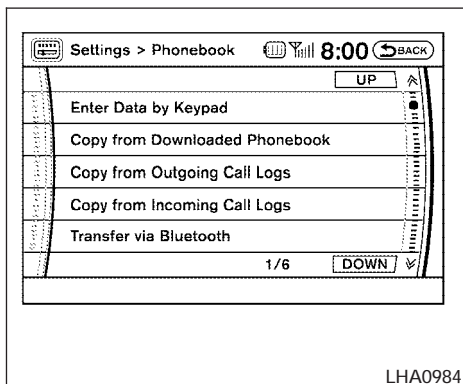 Settings > Phonebook 8:00 BACK
UP
Enter Data by Keypad
Copy from Downloaded Phonebook
Copy from Outgoing Call Logs
Copy from Incoming Call Logs
Transfer via Bluetooth
1/6 DOWN
LHA0984